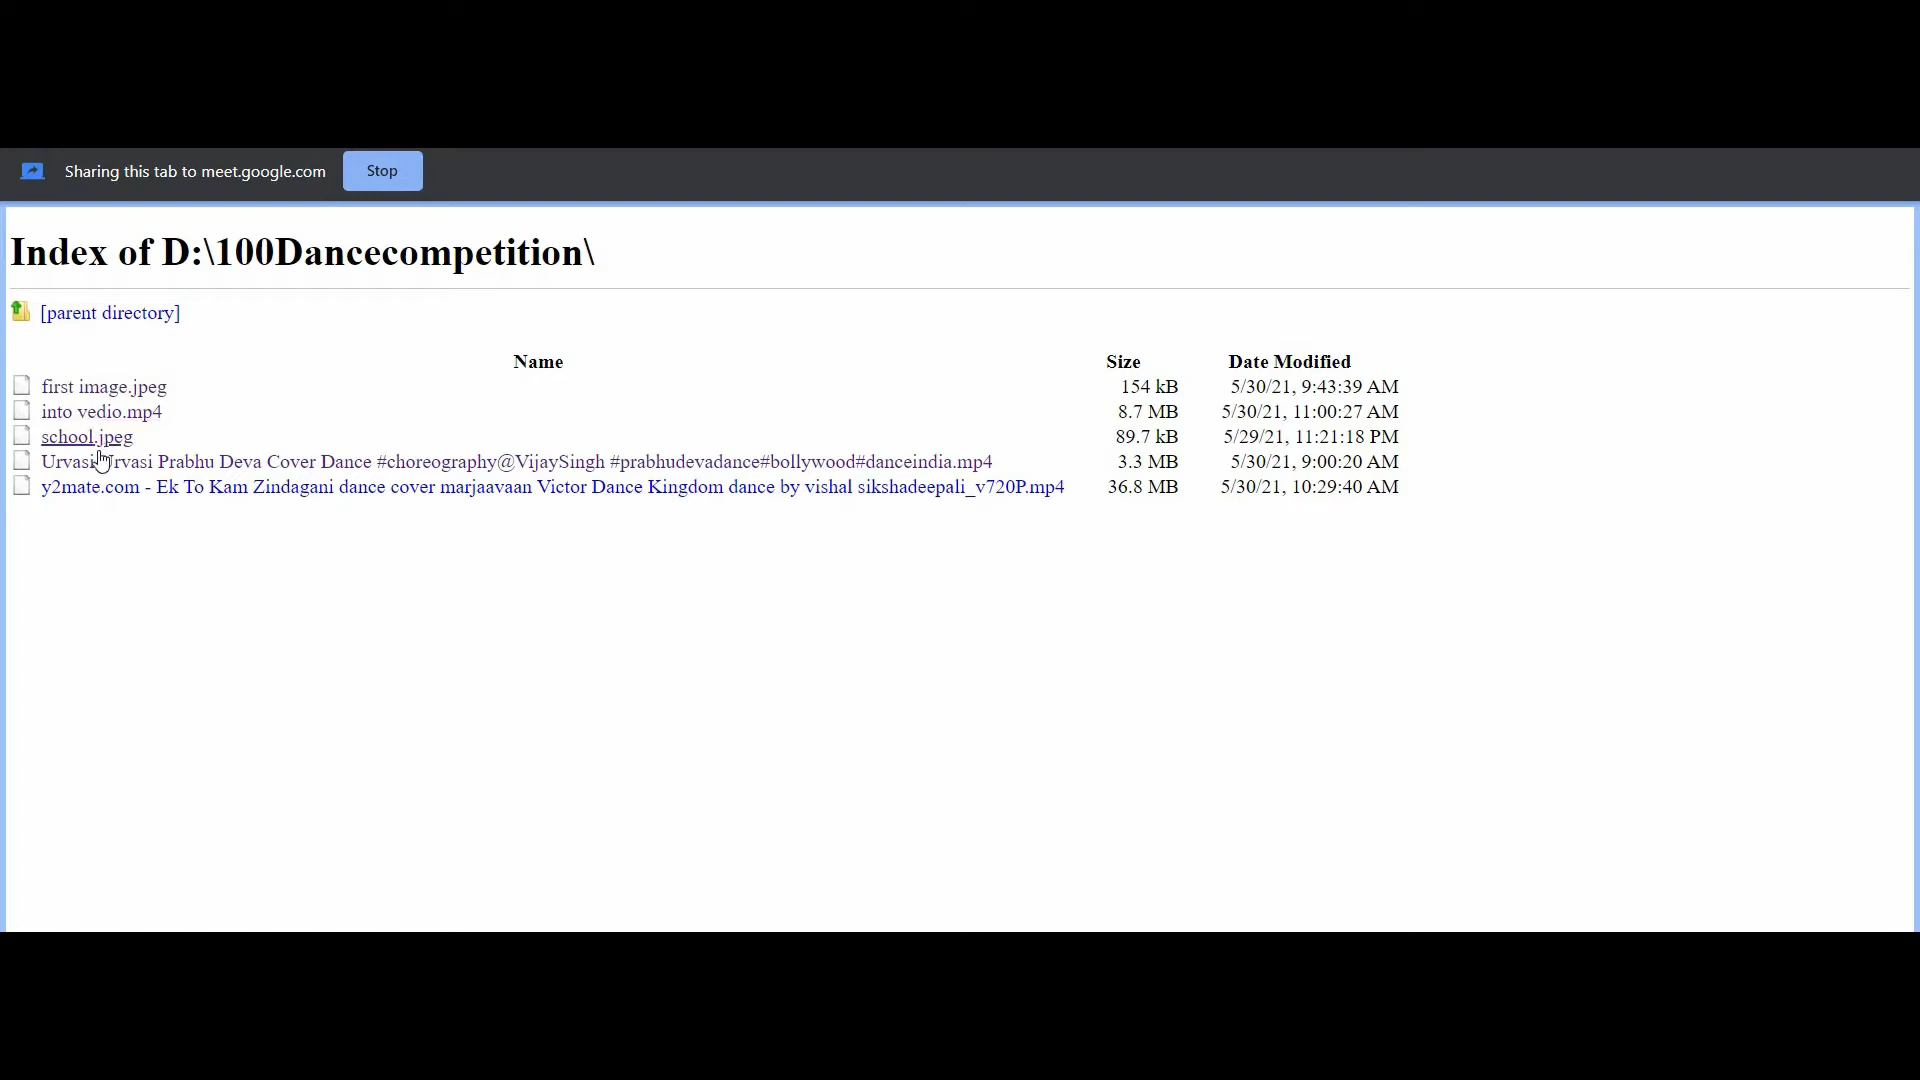 Sharing this tab to meet.google.com Stop
Index of D:\100Dancecompetition\
[parent directory]
Name Size Date Modified
first image.jpeg 154 kB 5/30/21, 9:43:39 AM
into vedio.mp4 8.7 MB 5/30/21, 11:00:27 AM
school.jpeg 89.7 kB 5/29/21, 11:21:18 PM
Urvasi Urvasi Prabhu Deva Cover Dance #choreography@VijaySingh #prabhudevadance#bollywood#danceindia.mp4 3.3 MB 5/30/21, 9:00:20 AM
y2mate.com - Ek To Kam Zindagani dance cover marjaavaan Victor Dance Kingdom dance by vishal sikshadeepali_v720P.mp4 36.8 MB 5/30/21, 10:29:40 AM